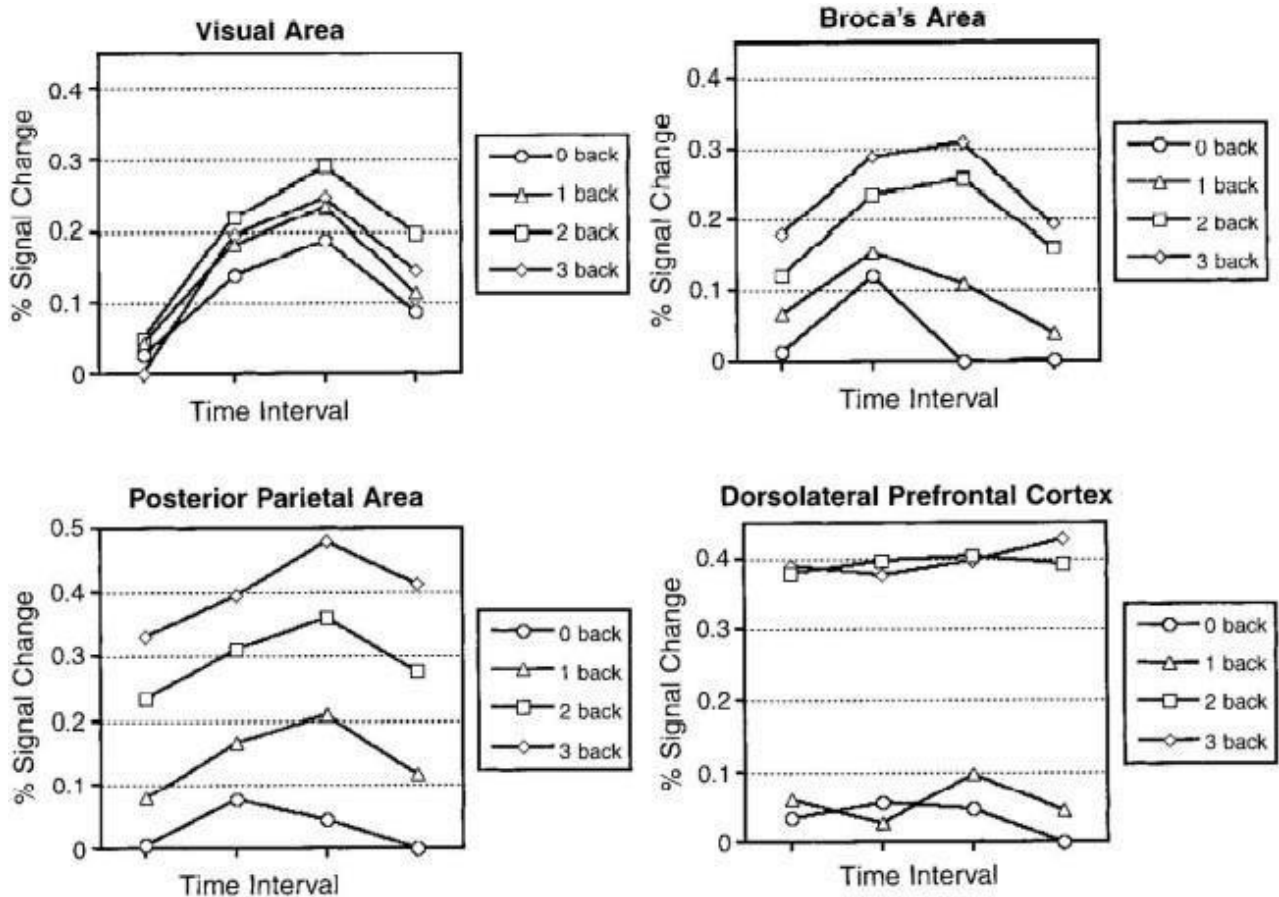 Visual Area
% Signal Change
0.4
0.3
0.2
0.1
0
Time Interval
0 back
1 back
2 back
3 back
Broca's Area
% Signal Change
0.4
0.3
0.2
0.1
0
Time Interval
0 back
1 back
2 back
3 back
Posterior Parietal Area
% Signal Change
0.5
0.4
0.3
0.2
0.1
0
Time Interval
0 back
1 back
2 back
3 back
Dorsolateral Prefrontal Cortex
% Signal Change
0.4
0.3
0.2
0.1
0
Time Interval
0 back
1 back
2 back
3 back